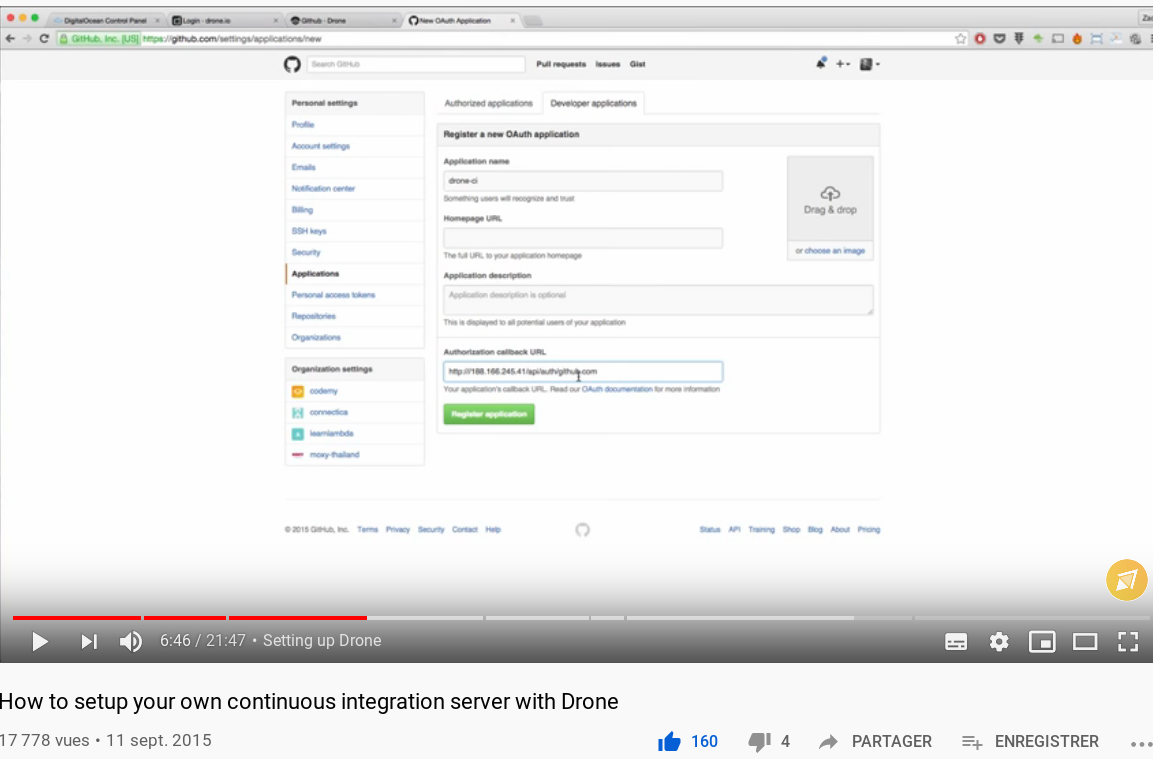 DigitalOcean Control Panel
Login · drone.io
Github · Drone
New OAuth Application
GitHub, Inc. [US] https://github.com/settings/applications/new
Search GitHub
Pull requests Issues Gist
Personal settings
Profile
Account settings
Emails
Notification center
Billing
SSH keys
Security
Applications
Personal access tokens
Repositories
Organizations
Organization settings
codemy
connectica
learnlambda
moxy-thailand
Authorized applications
Developer applications
Register a new OAuth application
Application name
drone-ci
Something users will recognize and trust
Homepage URL
The full URL to your application homepage
Application description
Application description is optional
This is displayed to all potential users of your application
Authorization callback URL
http:///188.166.245.41/api/auth/github.com
Your application's callback URL. Read our OAuth documentation for more information
Register application
Drag & drop
or choose an image
© 2015 GitHub, Inc. Terms Privacy Security Contact Help
Status API Training Shop Blog About Pricing
6:46 / 21:47 • Setting up Drone
How to setup your own continuous integration server with Drone
17 778 vues • 11 sept. 2015
160
4
PARTAGER
ENREGISTRER